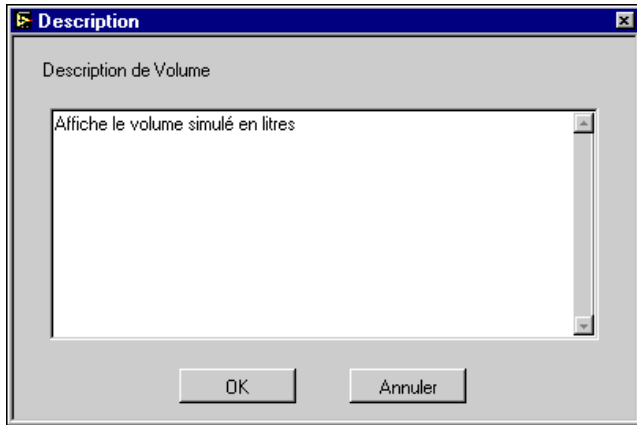 Description
Description de Volume
Affiche le volume simulé en litres
OK Annuler